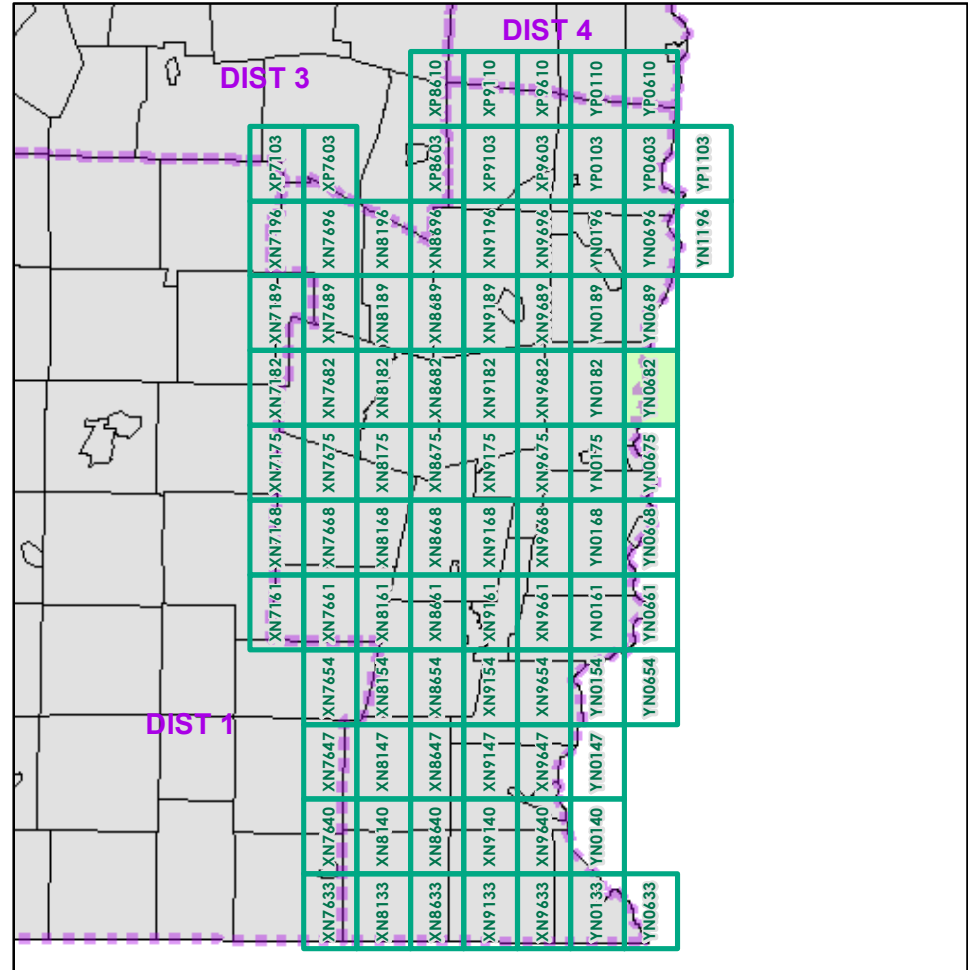 DIST 4
DIST 3
XP8610
XP9110
XP9610
YP0110
YP0610
XP7103
XP7603
XP8603
XP9103
XP9603
YP0103
YP0603
YP1103
XN7196
XN7696
XN8196
XN8696
XN9196
XN9696
YN0196
YN0696
YN1196
XN7189
XN7689
XN8189
XN8689
XN9189
XN9689
YN0189
YN0689
XN7182
XN7682
XN8182
XN8682
XN9182
XN9682
YN0182
YN0682
XN7175
XN7675
XN8175
XN8675
XN9175
XN9675
YN0175
YN0675
XN7168
XN7668
XN8168
XN8668
XN9168
XN9668
YN0168
YN0668
XN7161
XN7661
XN8161
XN8661
XN9161
XN9661
YN0161
YN0661
XN7654
XN8154
XN8654
XN9154
XN9654
YN0154
YN0654
DIST 1
XN7647
XN8147
XN8647
XN9147
XN9647
YN0147
XN7640
XN8140
XN8640
XN9140
XN9640
YN0140
XN7633
XN8133
XN8633
XN9133
XN9633
YN0133
YN0633